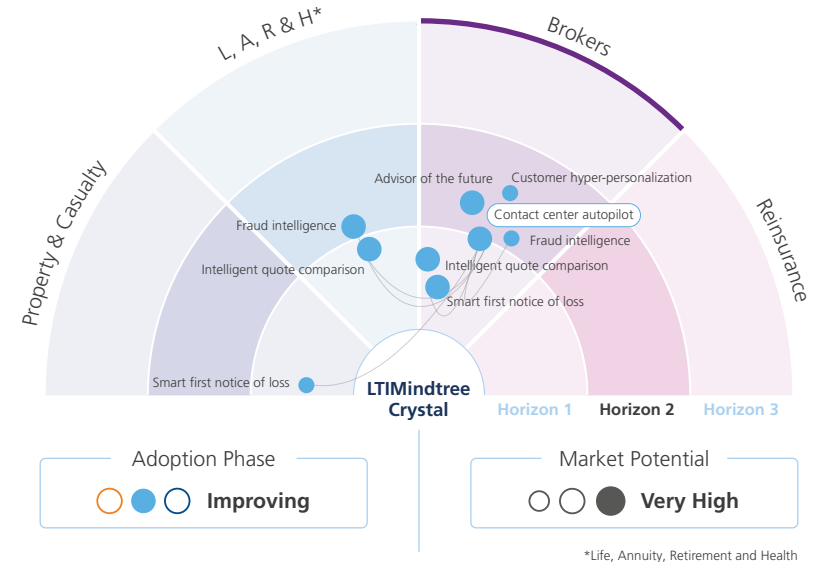 L, A, R & H*
Brokers
Property & Casualty
Reinsurance
Advisor of the future
Customer hyper-personalization
Contact center autopilot
Fraud intelligence
Fraud intelligence
Intelligent quote comparison
Intelligent quote comparison
Smart first notice of loss
Smart first notice of loss
LTIMindtree
Crystal
Horizon 1
Horizon 2
Horizon 3
Adoption Phase
Improving
Market Potential
Very High
*Life, Annuity, Retirement and Health